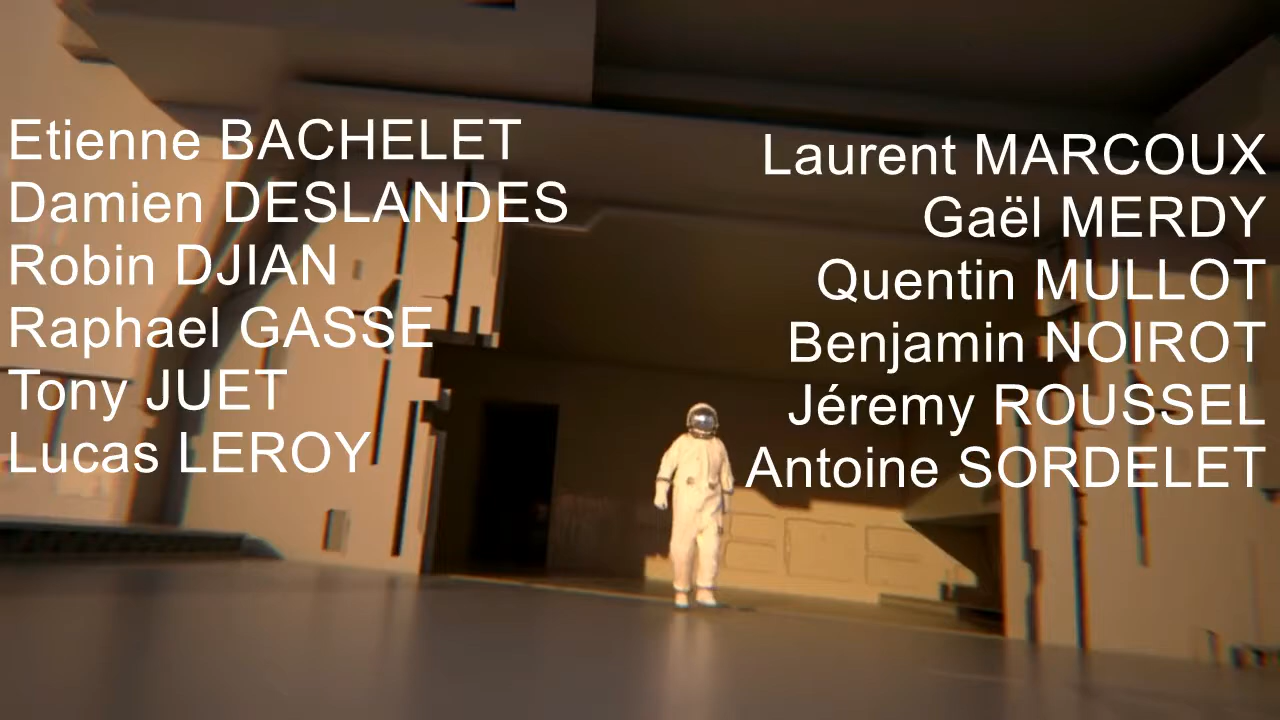 Etienne BACHELET
Damien DESLANDES
Robin DJIAN
Raphael GASSE
Tony JUET
Lucas LEROY
Laurent MARCOUX
Gaël MERDY
Quentin MULLOT
Benjamin NOIROT
Jéremy ROUSSEL
Antoine SORDELET